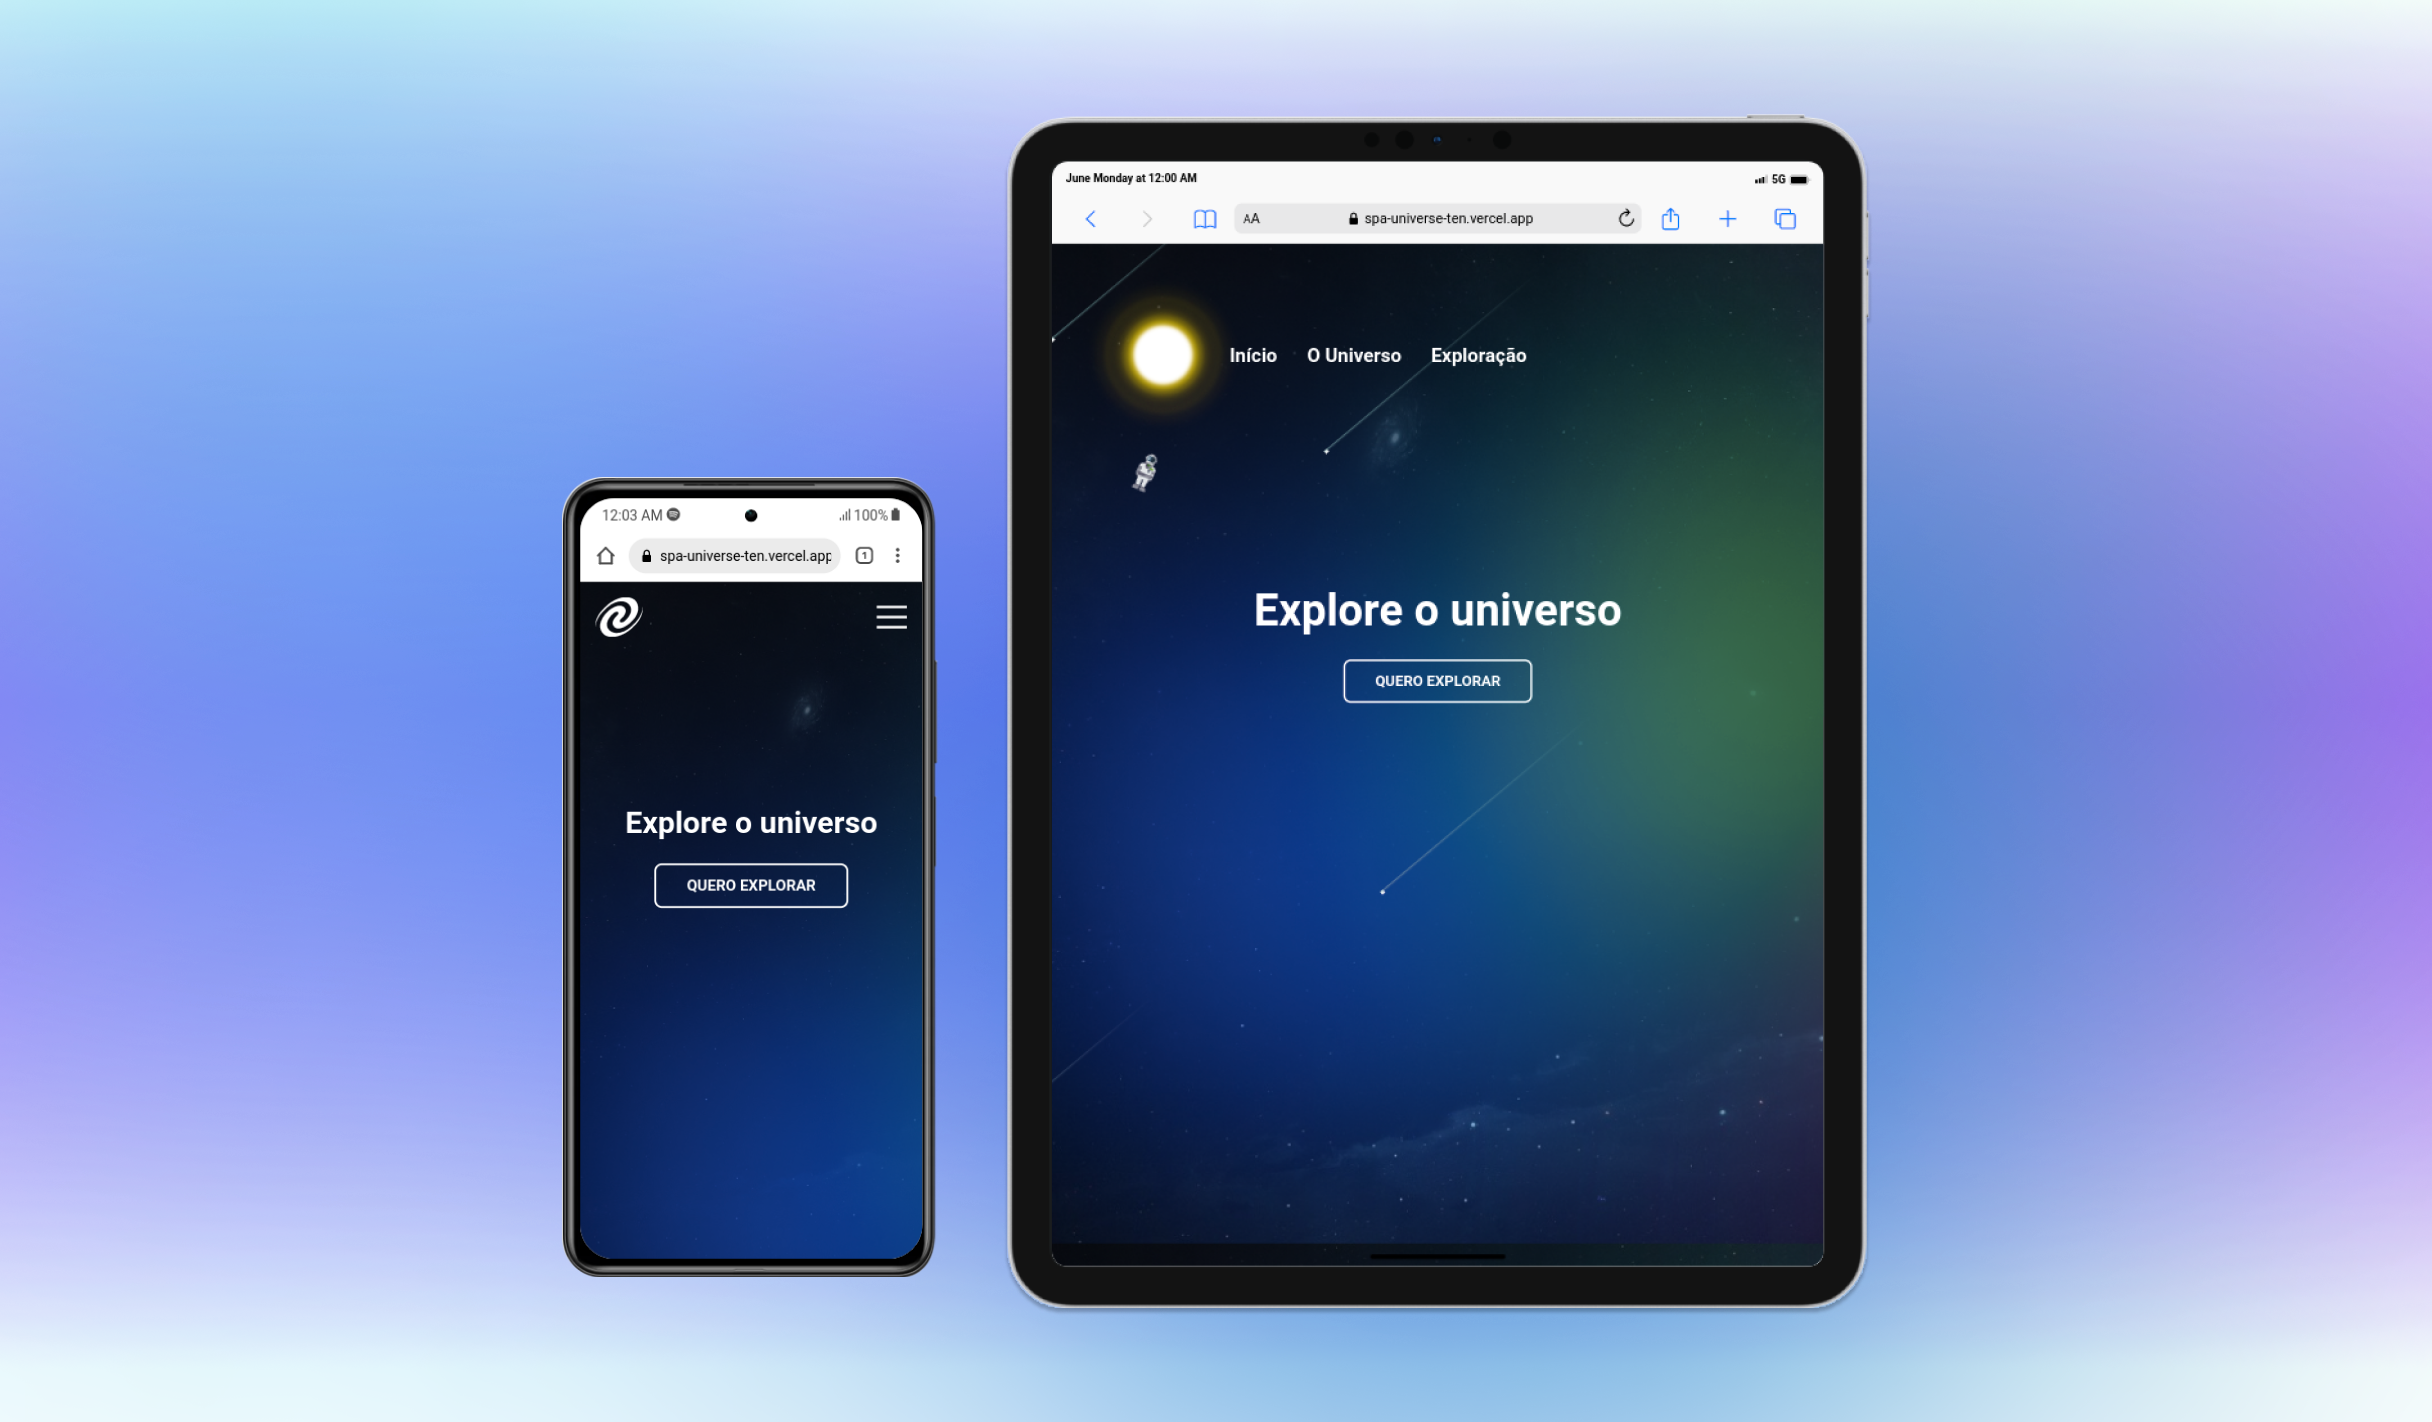 12:03 AM 100%
spa-universe-ten.vercel.app 1
Explore o universo
QUERO EXPLORAR
June Monday at 12:00 AM 5G
AA spa-universe-ten.vercel.app
Início O Universo Exploração
Explore o universo
QUERO EXPLORAR